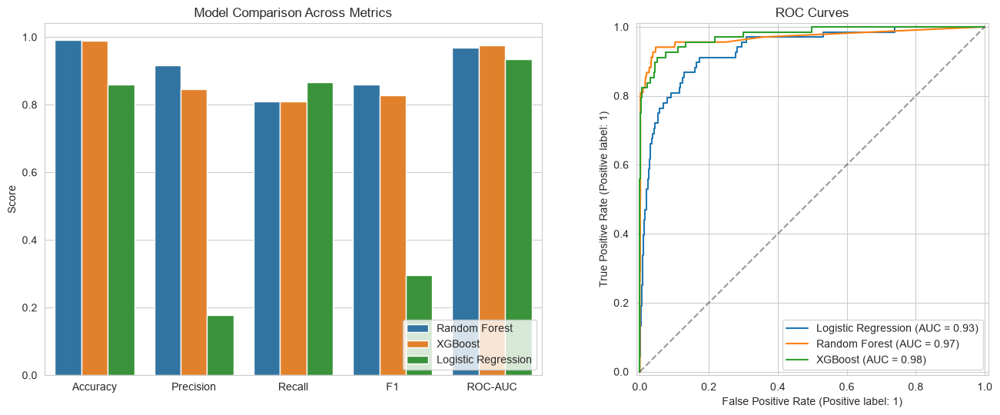 Model Comparison Across Metrics
1.0
0.8
0.6
0.4
0.2
0.0
Score
Accuracy
Precision
Recall
F1
ROC-AUC
Random Forest
XGBoost
Logistic Regression
ROC Curves
1.0
0.8
0.6
0.4
0.2
0.0
True Positive Rate (Positive label: 1)
0.0
0.2
0.4
0.6
0.8
1.0
False Positive Rate (Positive label: 1)
Logistic Regression (AUC = 0.93)
Random Forest (AUC = 0.97)
XGBoost (AUC = 0.98)